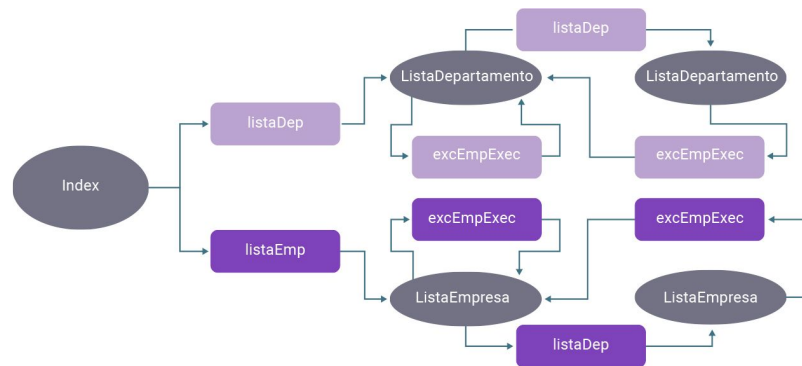 listaDep
ListaDepartamento
ListaDepartamento
listaDep
excEmpExec
excEmpExec
Index
excEmpExec
excEmpExec
listaEmp
ListaEmpresa
ListaEmpresa
listaDep